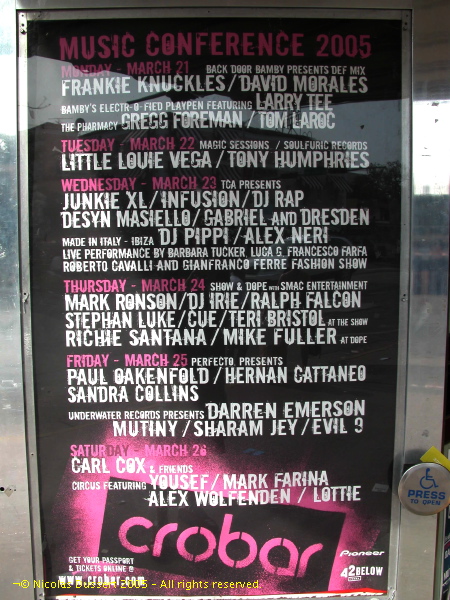 MUSIC CONFERENCE 2005
MONDAY - MARCH 21 BACK DOOR BAMBY PRESENTS DEF MIX
FRANKIE KNUCKLES / DAVID MORALES
BAMBY'S ELECTR-O-FIED PLAYPEN FEATURING LARRY TEE
THE PHARMACY GREGG FOREMAN / TOM LAROC
TUESDAY - MARCH 22 MAGIC SESSIONS / SOULFURIC RECORDS
LITTLE LOUIE VEGA / TONY HUMPHRIES
WEDNESDAY - MARCH 23 TCA PRESENTS
JUNKIE XL / INFUSION / DJ RAP
DESYN MASIELLO / GABRIEL AND DRESDEN
MADE IN ITALY - IBIZA DJ PIPPI / ALEX NERI
LIVE PERFORMANCE BY BARBARA TUCKER, LUCA G, FRANCESCO FARFA
ROBERTO CAVALLI AND GIANFRANCO FERRE FASHION SHOW
THURSDAY - MARCH 24 SHOW & DOPE WITH SMAC ENTERTAINMENT
MARK RONSON / DJ IRIE / RALPH FALCON
STEPHAN LUKE / CUE / TERI BRISTOL AT THE SHOW
RICHIE SANTANA / MIKE FULLER AT DOPE
FRIDAY - MARCH 25 PERFECTO PRESENTS
PAUL OAKENFOLD / HERNAN CATTANEO
SANDRA COLLINS
UNDERWATER RECORDS PRESENTS DARREN EMERSON
MUTINY / SHARAM JEY / EVIL 9
SATURDAY - MARCH 26
CARL COX & FRIENDS
CIRCUS FEATURING YOUSEF / MARK FARINA
ALEX WOLFENDEN / LOTTIE
PRESS
TO OPEN
crobar
GET YOUR PASSPORT
& TICKETS ONLINE @
www.crobar.com
Pioneer
42BELOW
© Nicolas Dussert 2005 - All rights reserved